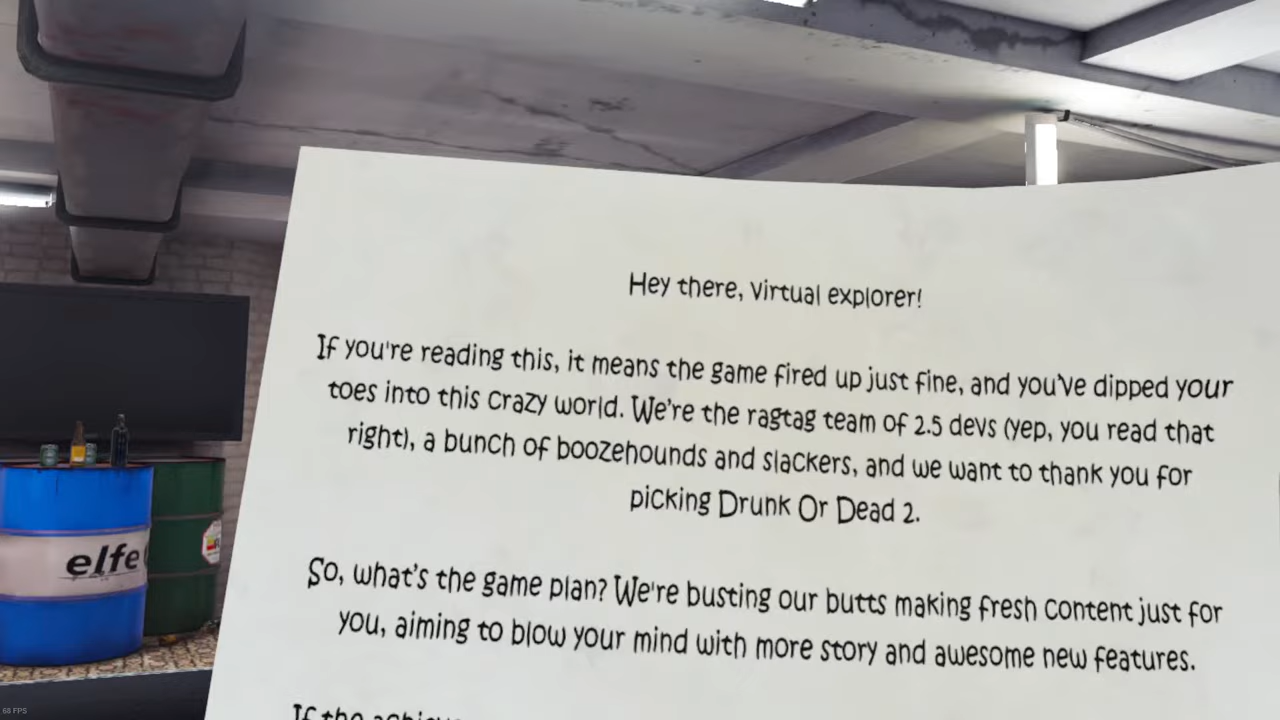 Hey there, virtual explorer!
If you're reading this, it means the game fired up just fine, and you've dipped your
toes into this crazy world. We're the ragtag team of 2.5 devs (yep, you read that
right), a bunch of boozehounds and slackers, and we want to thank you for
picking Drunk Or Dead 2.
So, what's the game plan? We're busting our butts making fresh content just for
you, aiming to blow your mind with more story and awesome new features.
If the
elfe
68 FPS